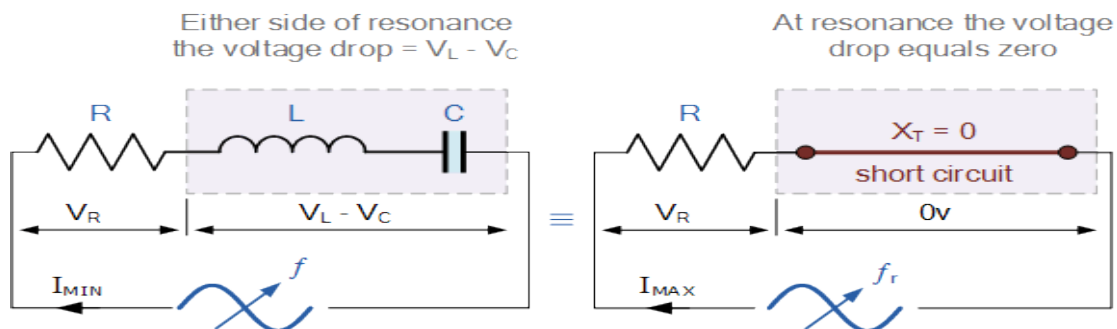 Either side of resonance
the voltage drop = VL - VC
At resonance the voltage
drop equals zero
R
L
C
R
XT = 0
short circuit
VR
VL - VC
≡
VR
0v
IMIN
f
IMAX
fr